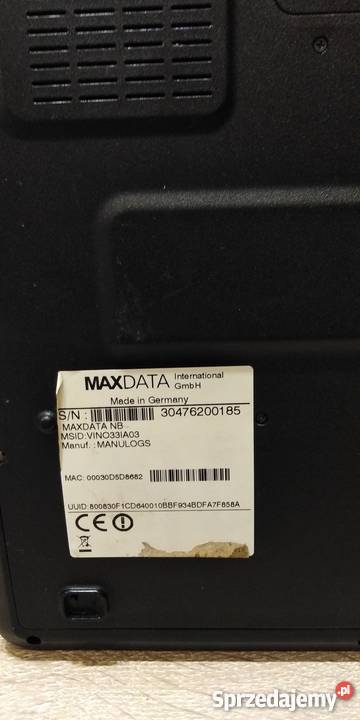 MAXDATA International GmbH
Made in Germany
S/N : 30476200185
MAXDATA NB
MSID:VINO33IA03
Manuf. :MANULOGS
MAC: 00030D5D8682
UUID:800830F1CD640010BBF934BDFA7F858A
CE
Sprzedajemy.pl